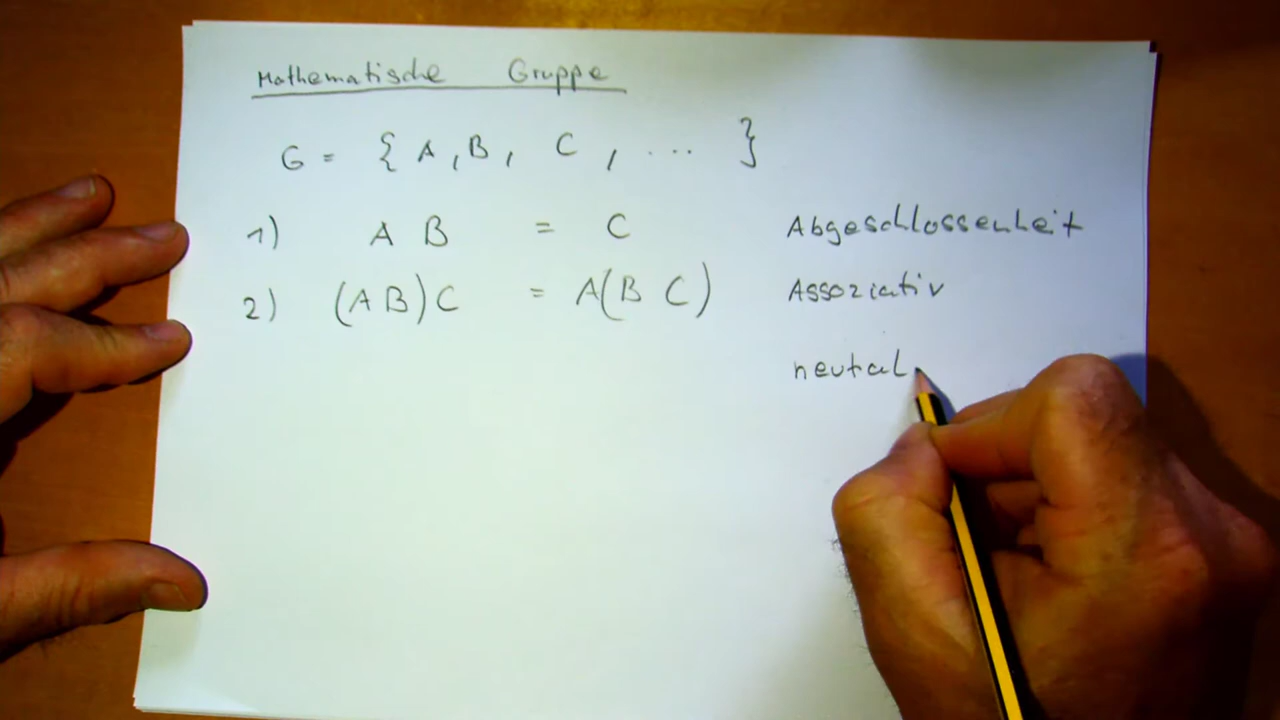 Mathematische Gruppe
G = { A , B , C , ... }
1) A B = C Abgeschlossenheit
2) (A B) C = A(B C) Assoziativ
neutral